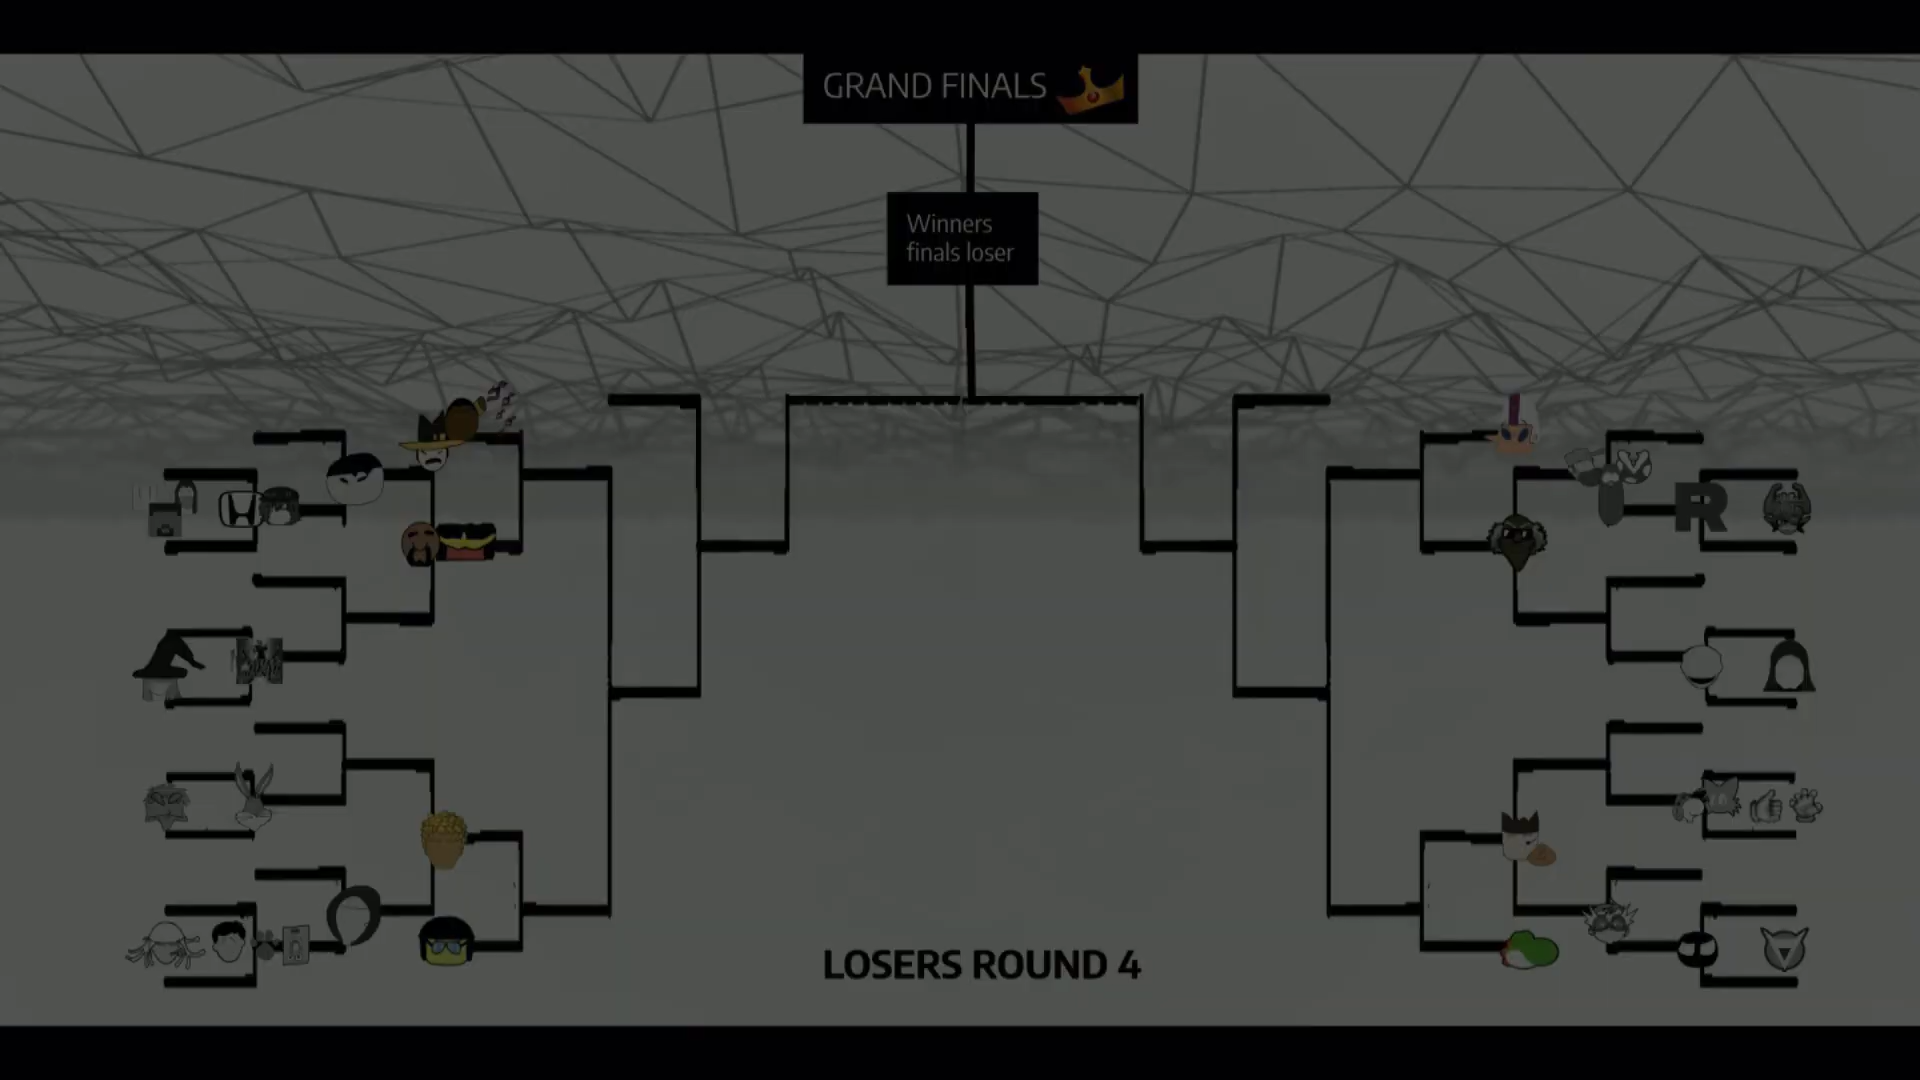 GRAND FINALS
Winners
finals loser
R
LOSERS ROUND 4